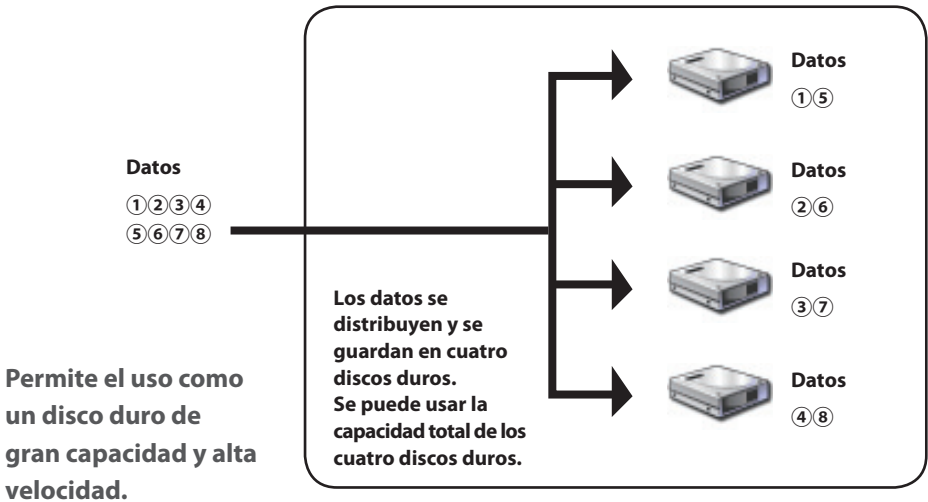 Datos
①②③④
⑤⑥⑦⑧
Permite el uso como
un disco duro de
gran capacidad y alta
velocidad.
Los datos se
distribuyen y se
guardan en cuatro
discos duros.
Se puede usar la
capacidad total de los
cuatro discos duros.
Datos
①⑤
Datos
②⑥
Datos
③⑦
Datos
④⑧